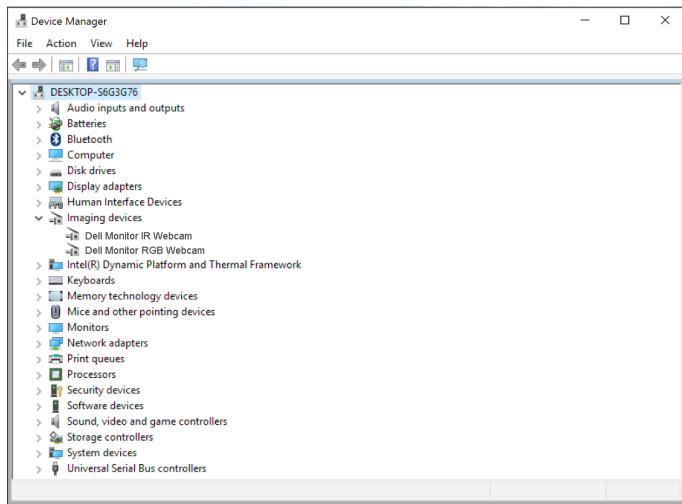 Device Manager
File Action View Help
DESKTOP-S6G3G76
Audio inputs and outputs
Batteries
Bluetooth
Computer
Disk drives
Display adapters
Human Interface Devices
Imaging devices
Dell Monitor IR Webcam
Dell Monitor RGB Webcam
Intel(R) Dynamic Platform and Thermal Framework
Keyboards
Memory technology devices
Mice and other pointing devices
Monitors
Network adapters
Print queues
Processors
Security devices
Software devices
Sound, video and game controllers
Storage controllers
System devices
Universal Serial Bus controllers